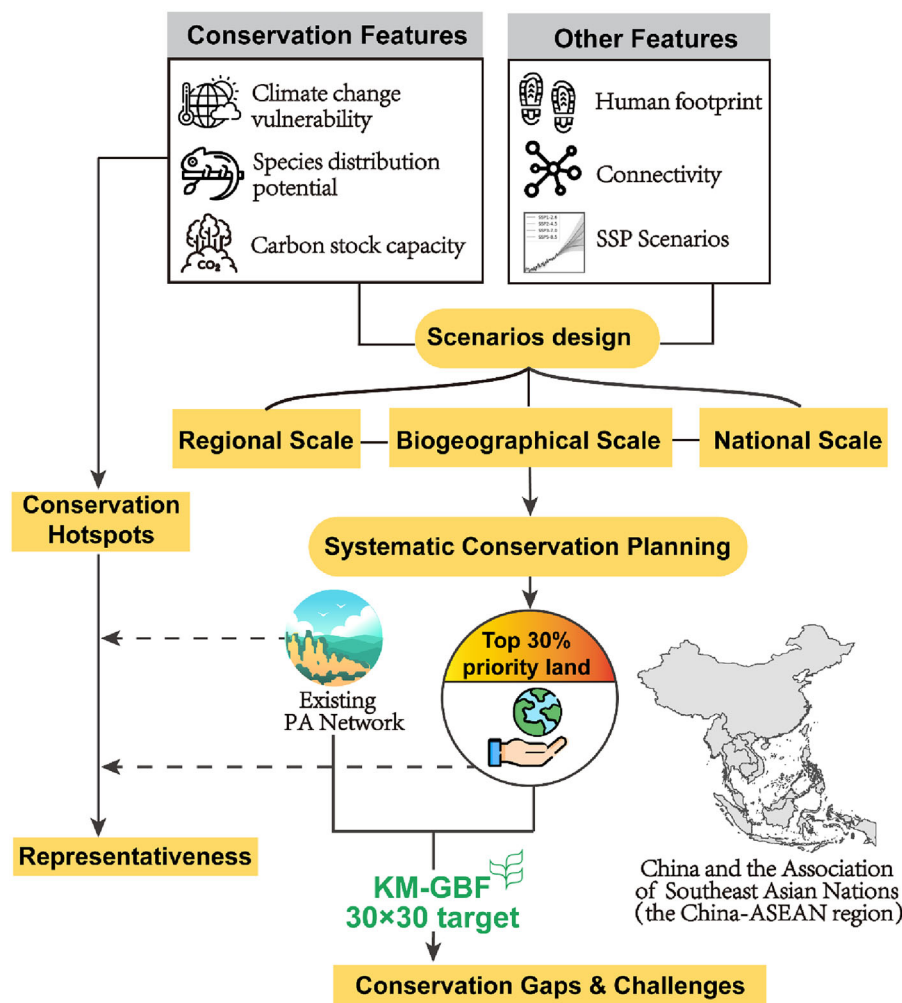 Conservation Features
Climate change
vulnerability
Species distribution
potential
CO₂
Carbon stock capacity
Other Features
Human footprint
Connectivity
SSP Scenarios
Scenarios design
Regional Scale
Biogeographical Scale
National Scale
Conservation
Hotspots
Systematic Conservation Planning
Existing
PA Network
Top 30%
priority land
Representativeness
KM-GBF
30×30 target
China and the Association
of Southeast Asian Nations
(the China-ASEAN region)
Conservation Gaps & Challenges